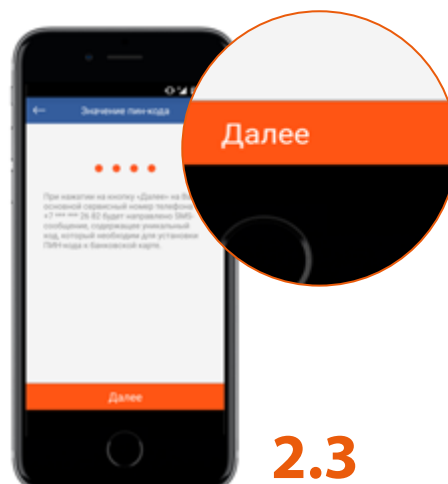 Значение пин-кода
При нажатии на кнопку «Далее» на Ваш
основной сервисный номер телефона
+7 *** *** 26 82 будет направлено SMS-
сообщение, содержащее уникальный
код, который необходим для установки
ПИН-кода к банковской карте.
Далее
Далее
2.3